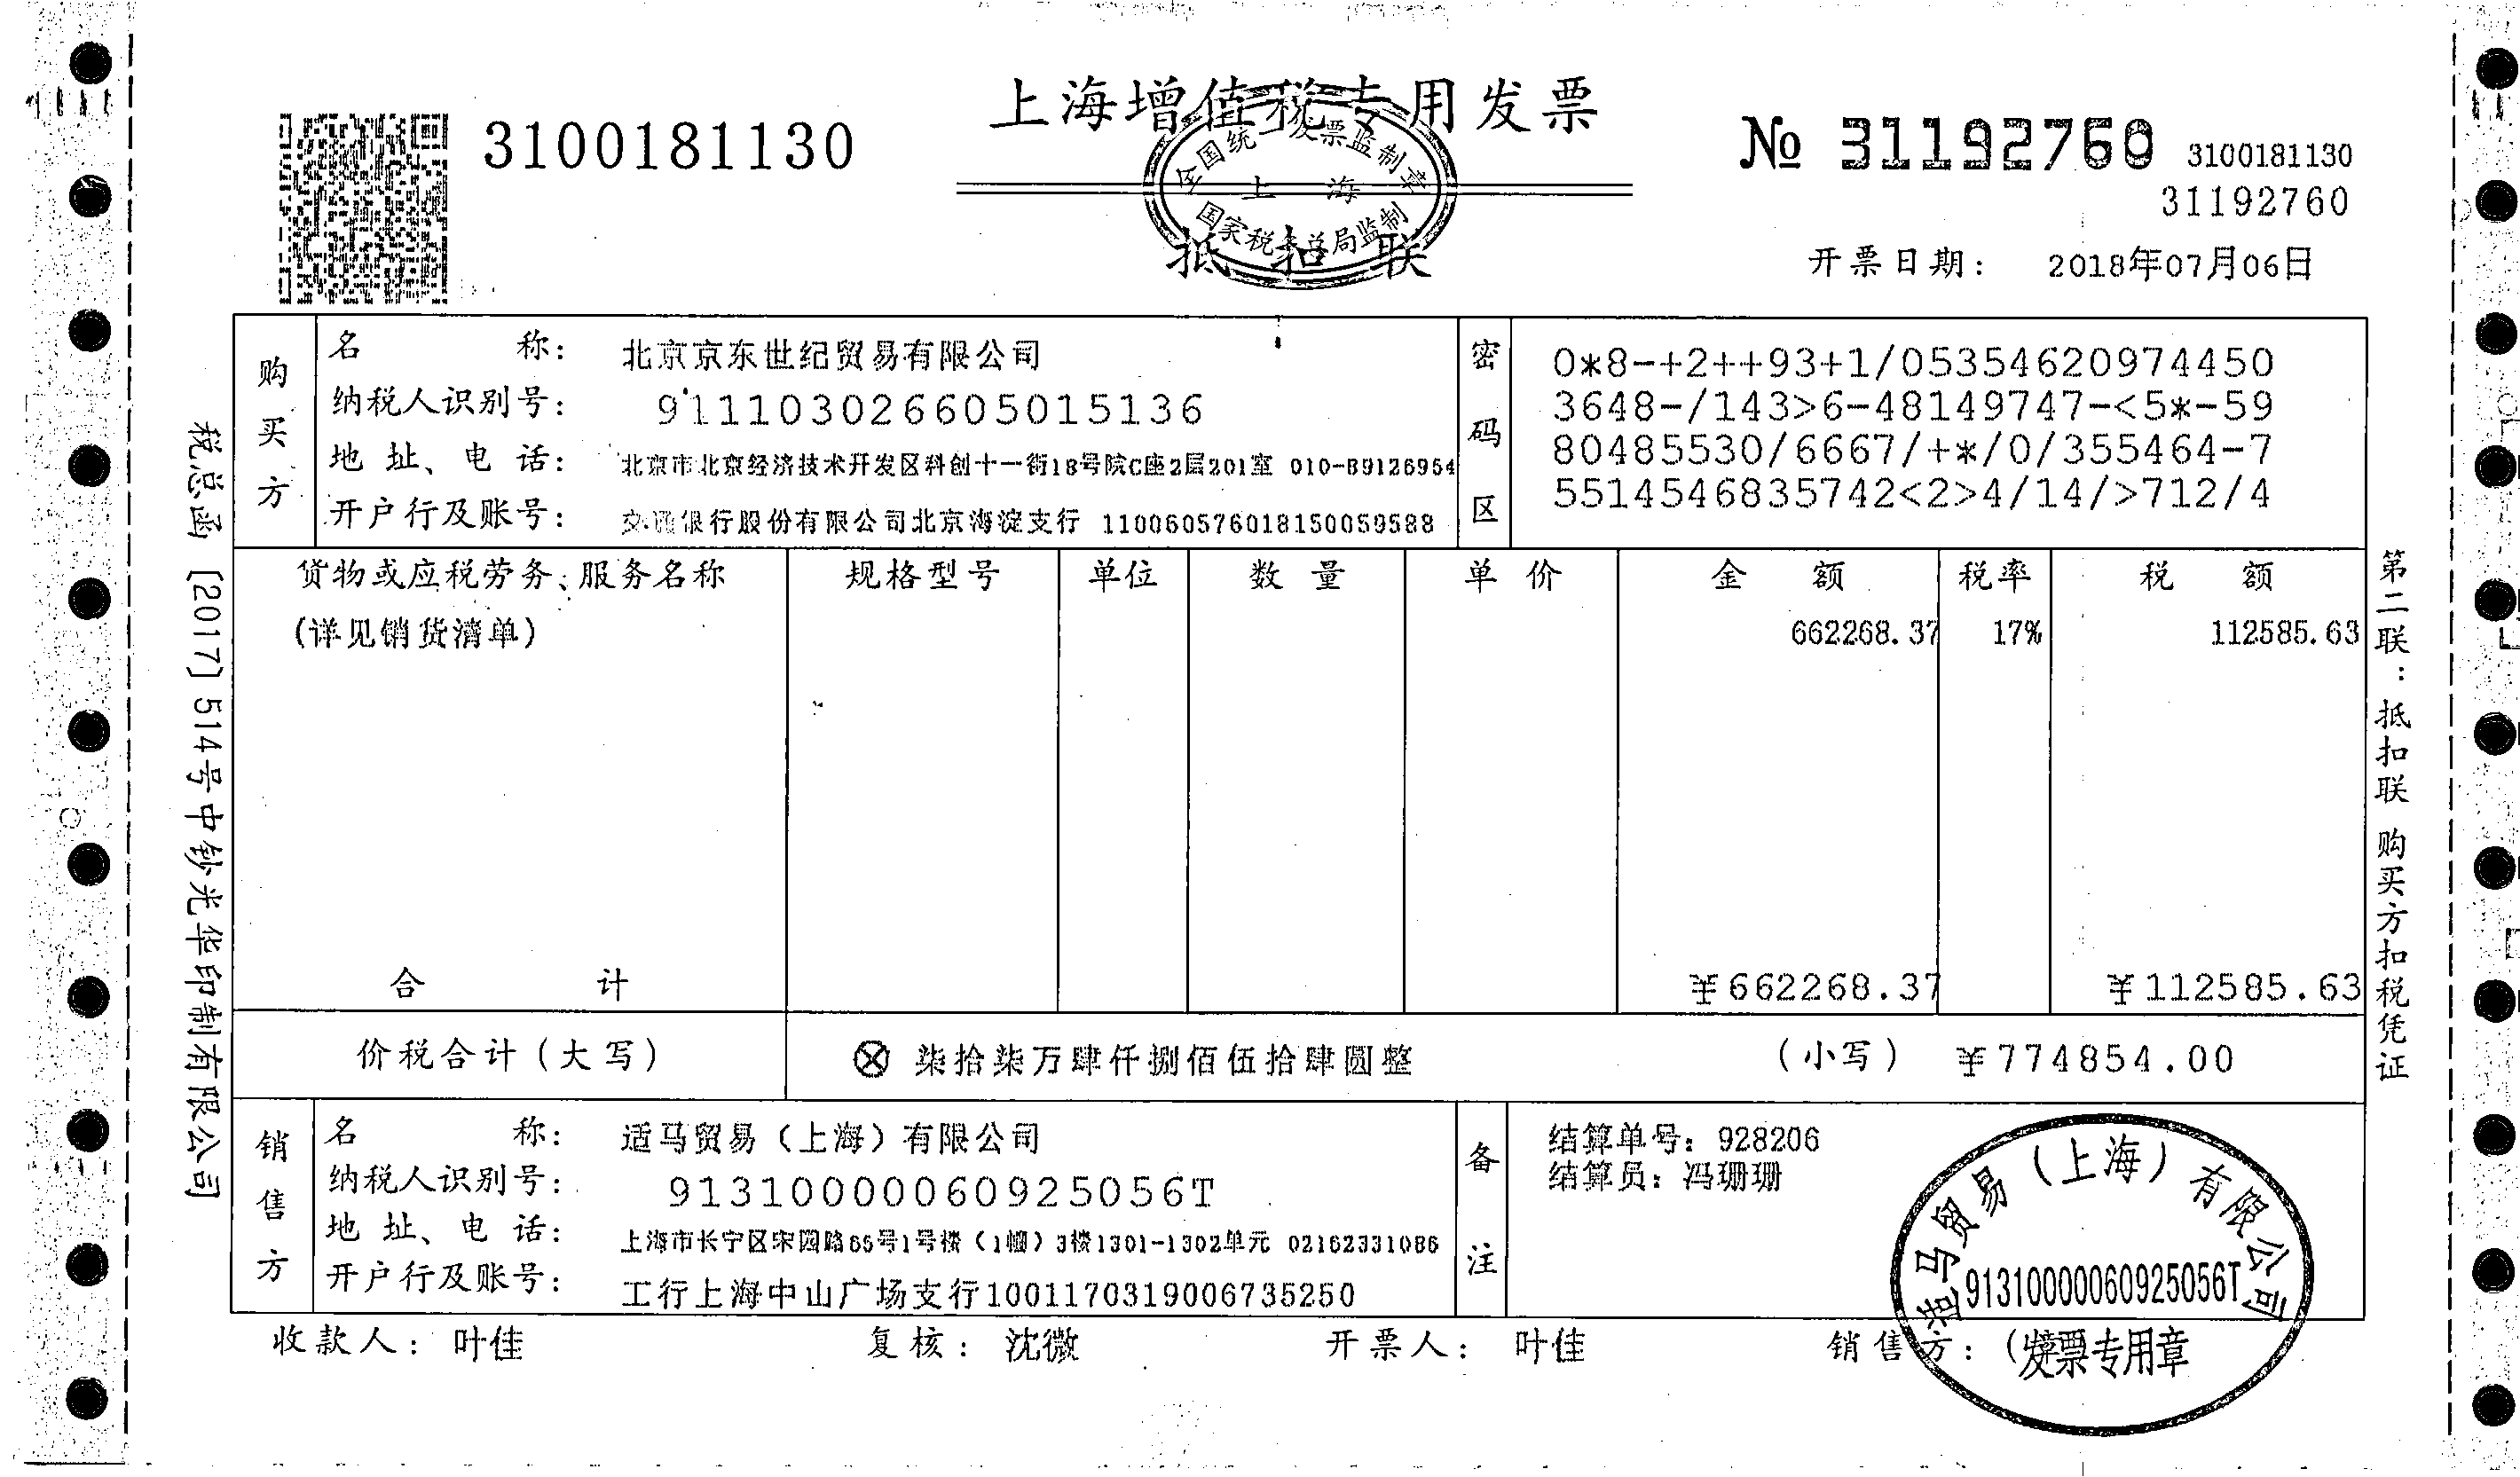 上海增值税专用发票
3100181130
№ 31192760
3100181130
31192760
全国统一发票监制章
上海
国家税务总局监制
抵扣联
开票日期: 2018年07月06日
购买方
名称: 北京京东世纪贸易有限公司
纳税人识别号: 911103026605015136
地址、电话: 北京市北京经济技术开发区科创十一街18号院C座2层201室 010-89126954
开户行及账号: 交通银行股份有限公司北京海淀支行 110060576018150059588
密码区
0*8-+2++93+1/05354620974450
3648-/143>6-48149747-<5*-59
80485530/6667/+*/0/355464-7
5514546835742<2>4/14/>712/4
货物或应税劳务、服务名称 规格型号 单位 数量 单价 金额 税率 税额
(详见销货清单) 662268.37 17% 112585.63
合计 ¥662268.37 ¥112585.63
价税合计(大写) ⊗ 柒拾柒万肆仟捌佰伍拾肆圆整 (小写) ¥774854.00
销售方
名称: 适马贸易（上海）有限公司
纳税人识别号: 91310000060925056T
地址、电话: 上海市长宁区宋园路65号1号楼（1幢）3楼1301-1302单元 02162331086
开户行及账号: 工行上海中山广场支行1001170319006735250
备注
结算单号: 928206
结算员: 冯珊珊
收款人: 叶佳 复核: 沈微 开票人: 叶佳 销售方: (章)
适马贸易（上海）有限公司
91310000060925056T
发票专用章
税总函[2017]514号中钞光华印制有限公司
第二联:抵扣联 购买方扣税凭证